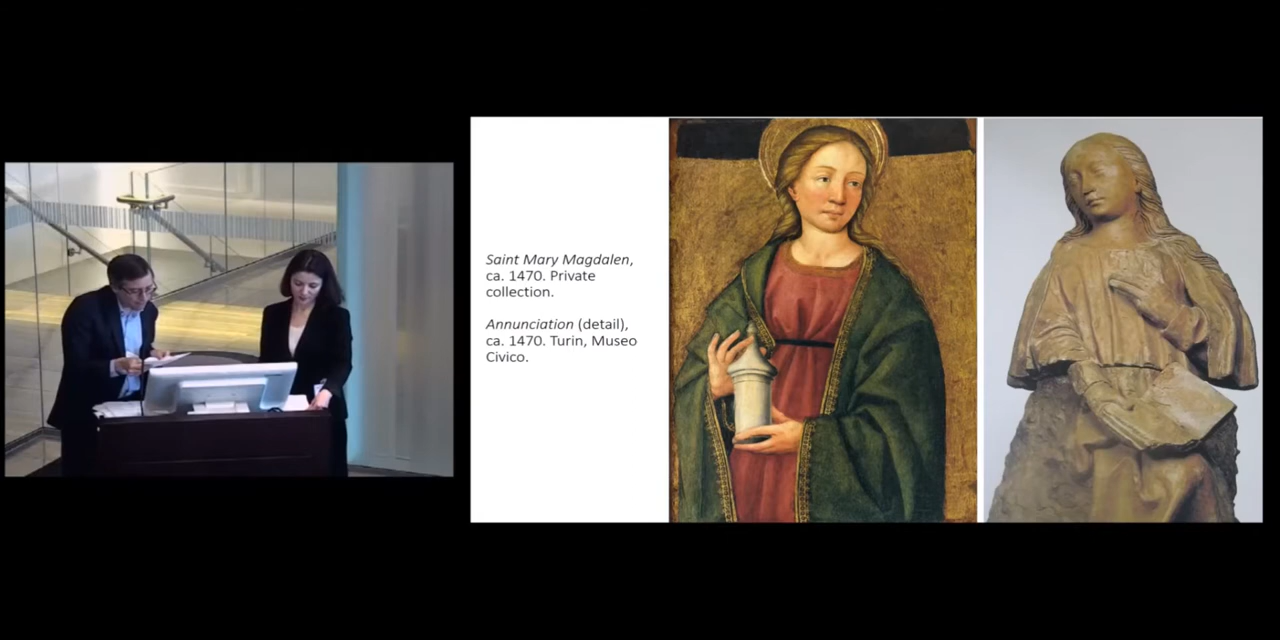 Saint Mary Magdalen,
ca. 1470. Private
collection.
Annunciation (detail),
ca. 1470. Turin, Museo
Civico.